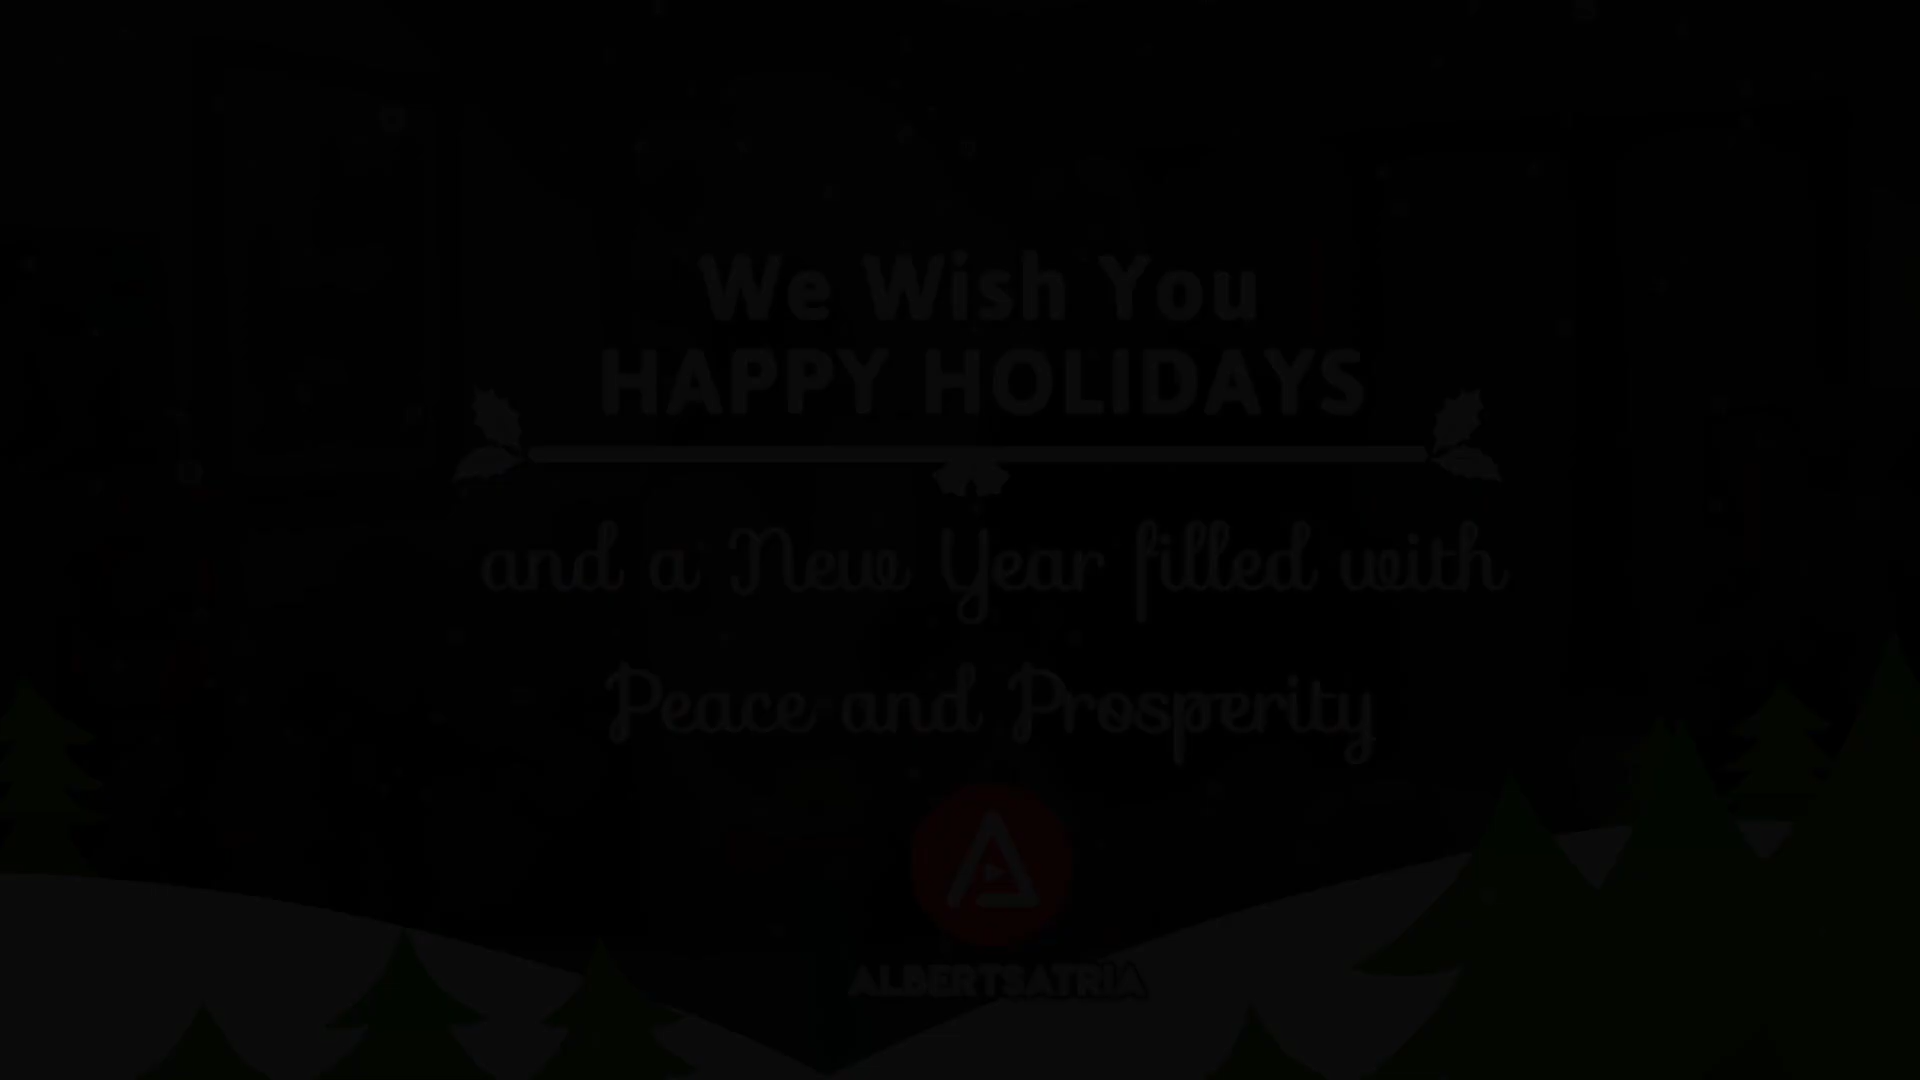 We Wish You
HAPPY HOLIDAYS
and a New Year filled with
Peace and Prosperity
ALBERTSATRIA